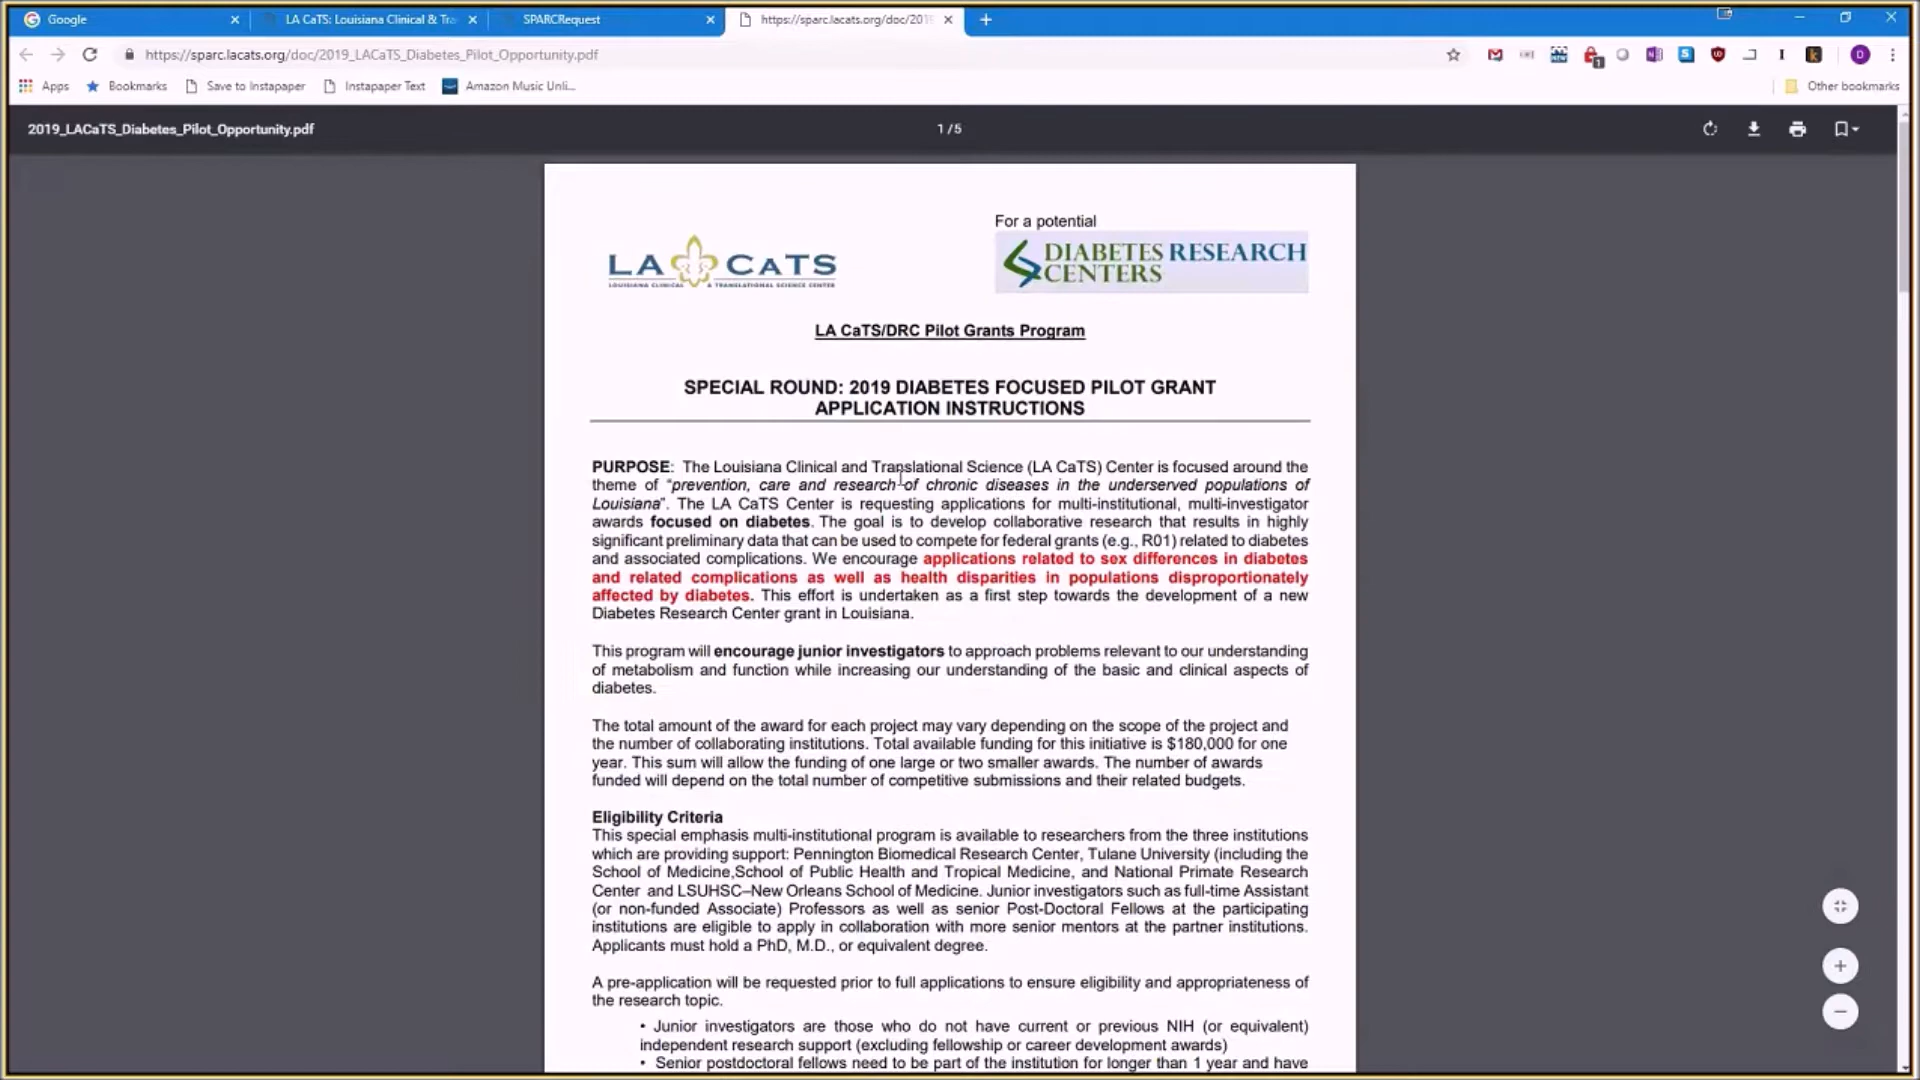 Google
LA CaTS: Louisiana Clinical & Tra
SPARCRequest
https://sparc.lacats.org/doc/201
https://sparc.lacats.org/doc/2019_LACaTS_Diabetes_Pilot_Opportunity.pdf
Apps
Bookmarks
Save to Instapaper
Instapaper Text
Amazon Music Unli...
Other bookmarks
2019_LACaTS_Diabetes_Pilot_Opportunity.pdf
1 / 5
For a potential
LA CATS
LOUISIANA CLINICAL & TRANSLATIONAL SCIENCE CENTER
DIABETES RESEARCH
CENTERS
LA CaTS/DRC Pilot Grants Program
SPECIAL ROUND: 2019 DIABETES FOCUSED PILOT GRANT
APPLICATION INSTRUCTIONS
PURPOSE: The Louisiana Clinical and Translational Science (LA CaTS) Center is focused around the
theme of “prevention, care and research of chronic diseases in the underserved populations of
Louisiana”. The LA CaTS Center is requesting applications for multi-institutional, multi-investigator
awards focused on diabetes. The goal is to develop collaborative research that results in highly
significant preliminary data that can be used to compete for federal grants (e.g., R01) related to diabetes
and associated complications. We encourage applications related to sex differences in diabetes
and related complications as well as health disparities in populations disproportionately
affected by diabetes. This effort is undertaken as a first step towards the development of a new
Diabetes Research Center grant in Louisiana.
This program will encourage junior investigators to approach problems relevant to our understanding
of metabolism and function while increasing our understanding of the basic and clinical aspects of
diabetes.
The total amount of the award for each project may vary depending on the scope of the project and
the number of collaborating institutions. Total available funding for this initiative is $180,000 for one
year. This sum will allow the funding of one large or two smaller awards. The number of awards
funded will depend on the total number of competitive submissions and their related budgets.
Eligibility Criteria
This special emphasis multi-institutional program is available to researchers from the three institutions
which are providing support: Pennington Biomedical Research Center, Tulane University (including the
School of Medicine,School of Public Health and Tropical Medicine, and National Primate Research
Center and LSUHSC–New Orleans School of Medicine. Junior investigators such as full-time Assistant
(or non-funded Associate) Professors as well as senior Post-Doctoral Fellows at the participating
institutions are eligible to apply in collaboration with more senior mentors at the partner institutions.
Applicants must hold a PhD, M.D., or equivalent degree.
A pre-application will be requested prior to full applications to ensure eligibility and appropriateness of
the research topic.
• Junior investigators are those who do not have current or previous NIH (or equivalent)
independent research support (excluding fellowship or career development awards)
• Senior postdoctoral fellows need to be part of the institution for longer than 1 year and have